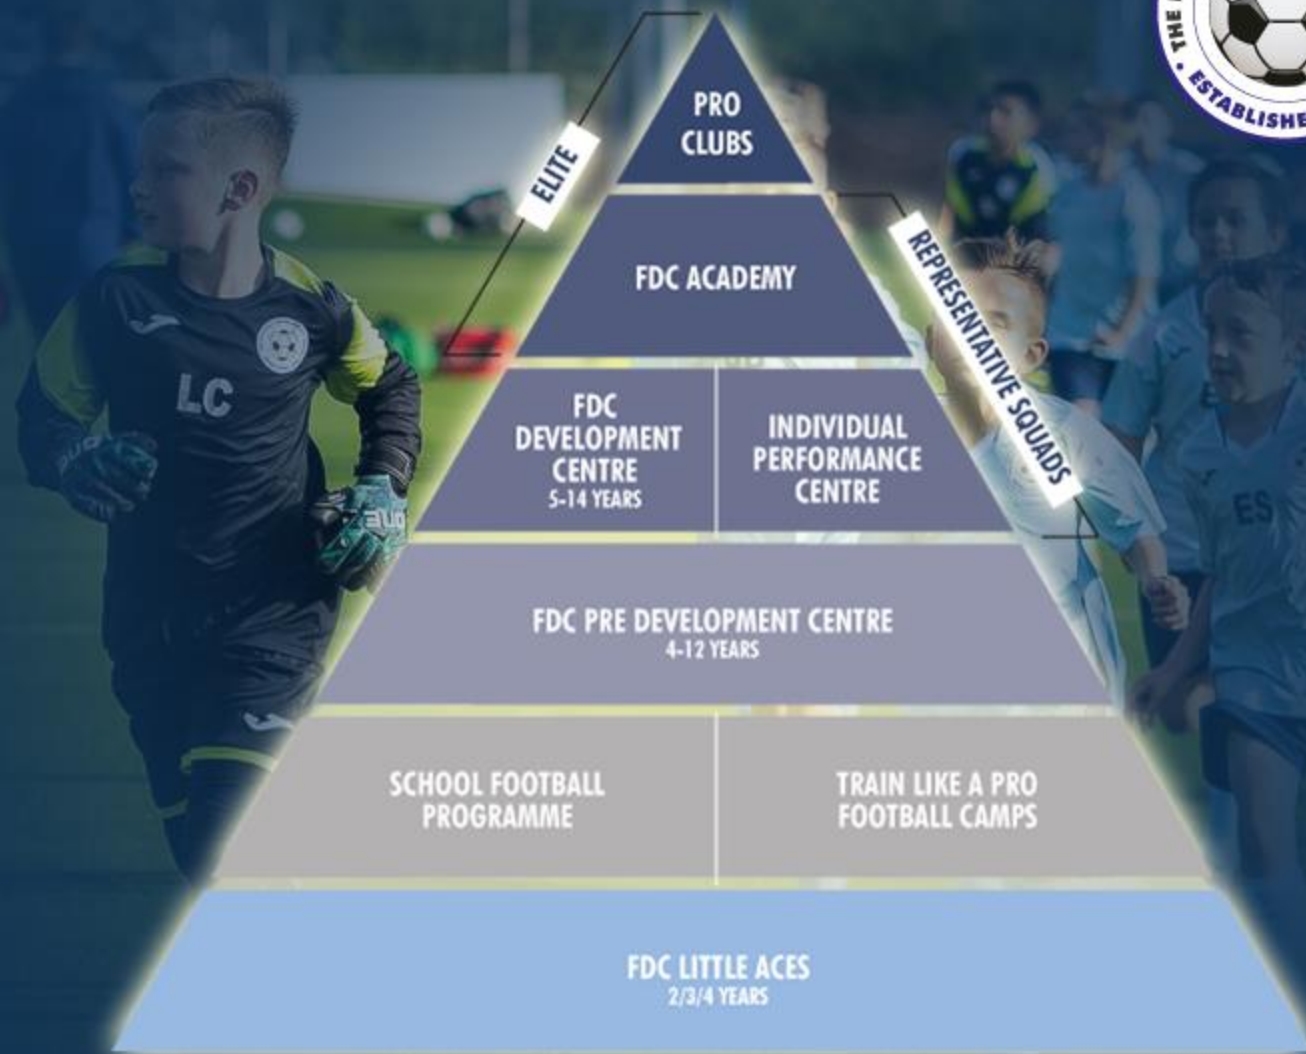 THE
ESTABLISHE
PRO
CLUBS
ELITE
FDC ACADEMY
REPRESENTATIVE SQUADS
FDC
DEVELOPMENT
CENTRE
5-14 YEARS
INDIVIDUAL
PERFORMANCE
CENTRE
LC
ES
FDC PRE DEVELOPMENT CENTRE
4-12 YEARS
SCHOOL FOOTBALL
PROGRAMME
TRAIN LIKE A PRO
FOOTBALL CAMPS
FDC LITTLE ACES
2/3/4 YEARS